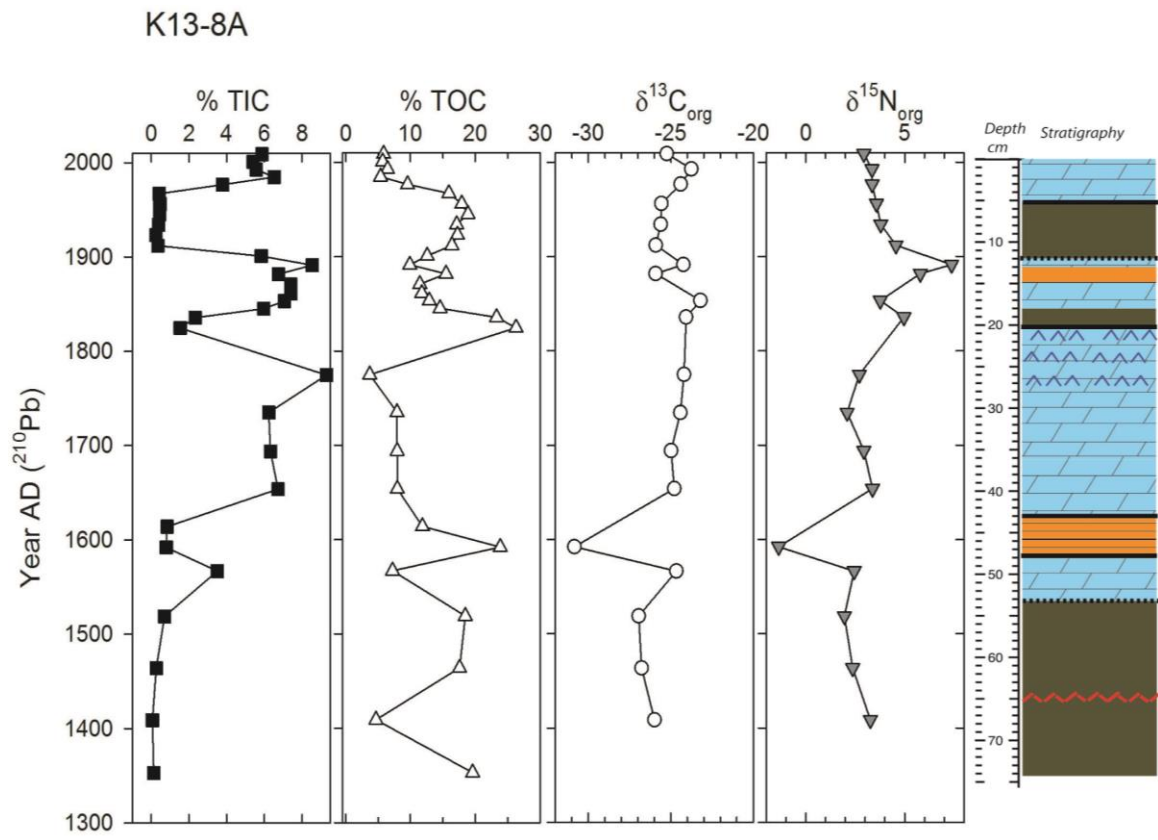 K13-8A
% TIC
% TOC
δ¹³C_org
δ¹⁵N_org
0 2 4 6 8
0 10 20 30
-30 -25 -20
0 5
Depth cm
Stratigraphy
Year AD (²¹⁰Pb)
2000
1900
1800
1700
1600
1500
1400
1300
10
20
30
40
50
60
70